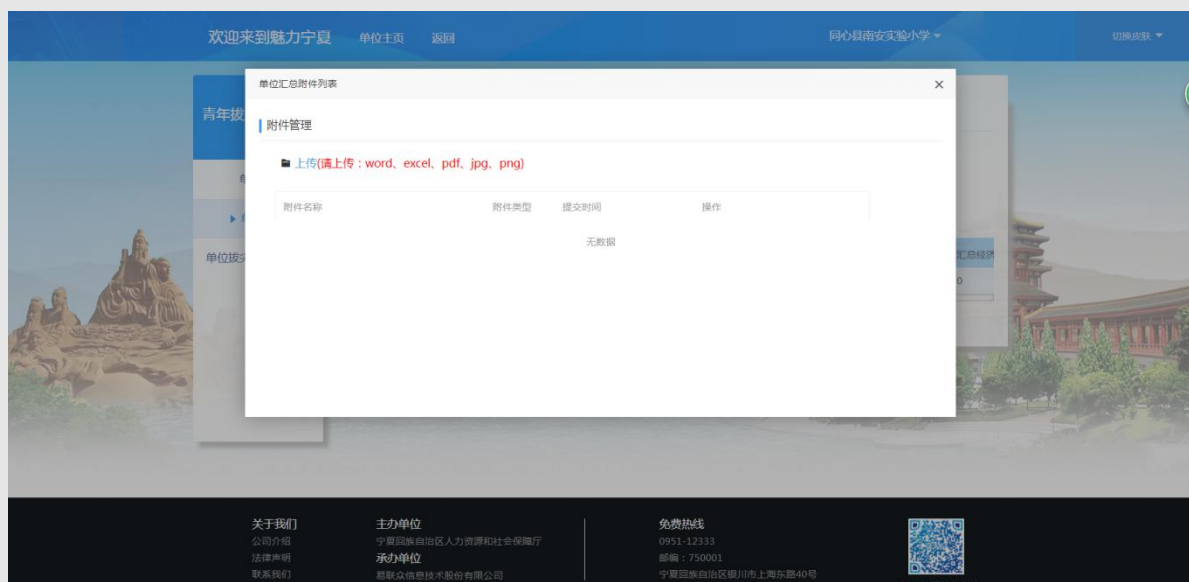 欢迎来到魅力宁夏 单位主页 返回 同心县南安实验小学 切换皮肤
单位汇总附件列表 ×
青年拔
附件管理
上传(请上传：word、excel、pdf、jpg、png)
附件名称 附件类型 提交时间 操作
无数据
单位拔尖
汇总经济
0
关于我们 主办单位 免费热线
公司介绍 宁夏回族自治区人力资源和社会保障厅 0951-12333
法律声明 承办单位 邮编：750001
联系我们 易联众信息技术股份有限公司 宁夏回族自治区银川市上海东路40号